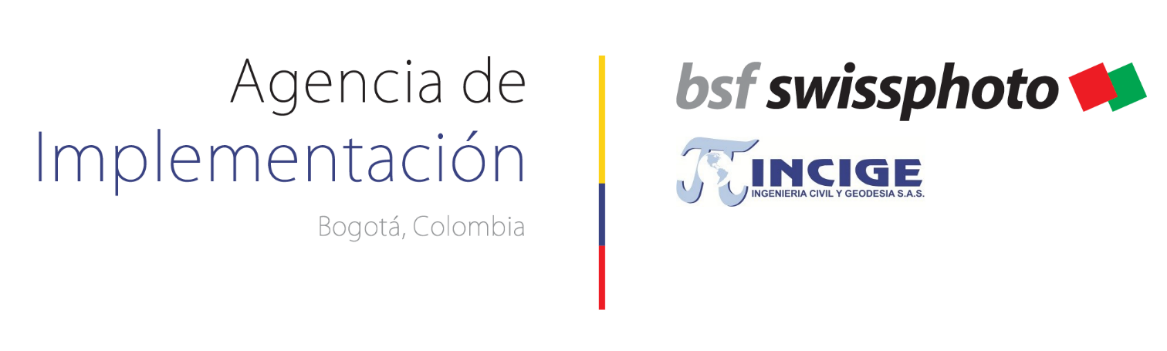 Agencia de
Implementación
Bogotá, Colombia
bsf swissphoto
INCIGE
INGENIERIA CIVIL Y GEODESIA S.A.S.